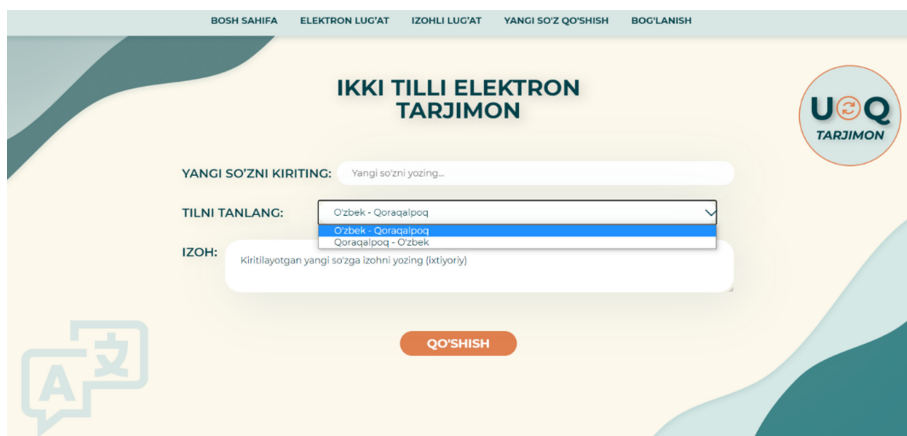 BOSH SAHIFA ELEKTRON LUG'AT IZOHLI LUG'AT YANGI SO'Z QO'SHISH BOG'LANISH
IKKI TILLI ELEKTRON
TARJIMON
U Q
TARJIMON
YANGI SO'ZNI KIRITING: Yangi so'zni yozing...
TILNI TANLANG: O'zbek - Qoraqalpoq
O'zbek - Qoraqalpoq
Qoraqalpoq - O'zbek
IZOH: Kiritilayotgan yangi so'zga izohni yozing (ixtiyoriy)
QO'SHISH
A 文